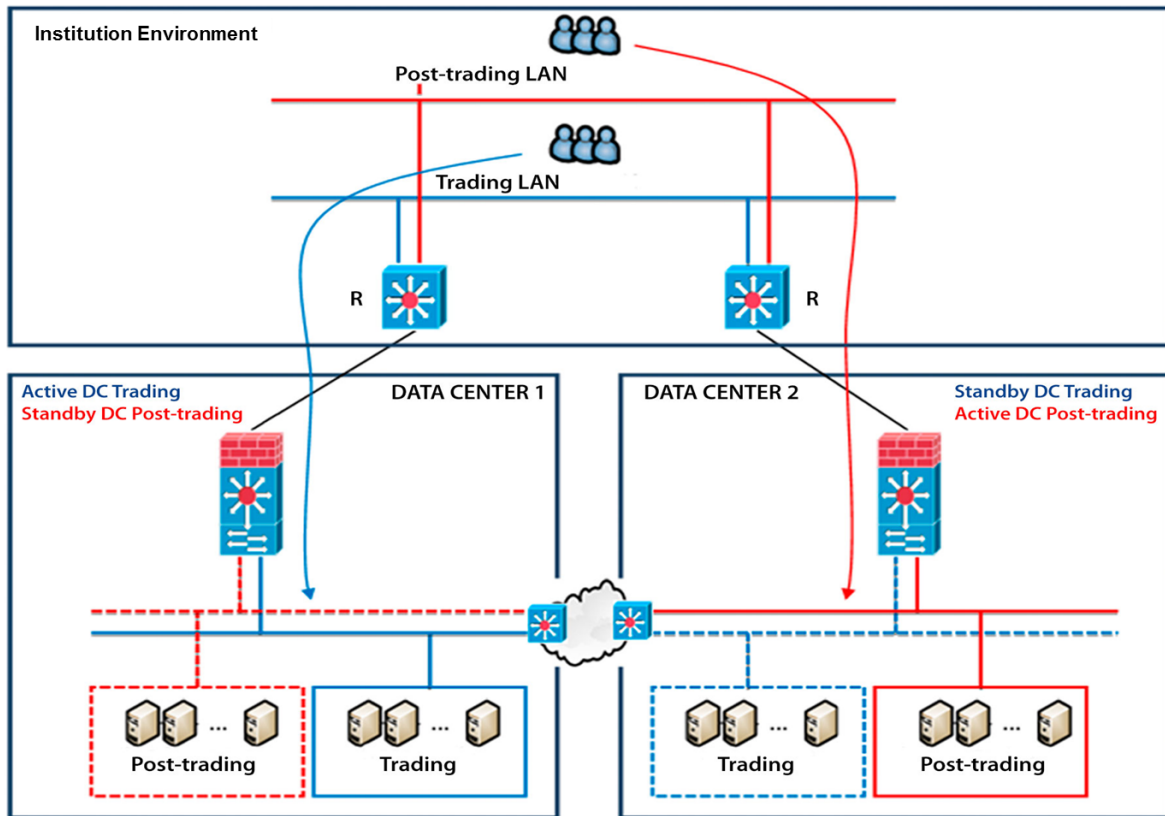 Institution Environment
Post-trading LAN
Trading LAN
R
R
Active DC Trading
Standby DC Post-trading
DATA CENTER 1
DATA CENTER 2
Standby DC Trading
Active DC Post-trading
...
Post-trading
...
Trading
...
Trading
...
Post-trading